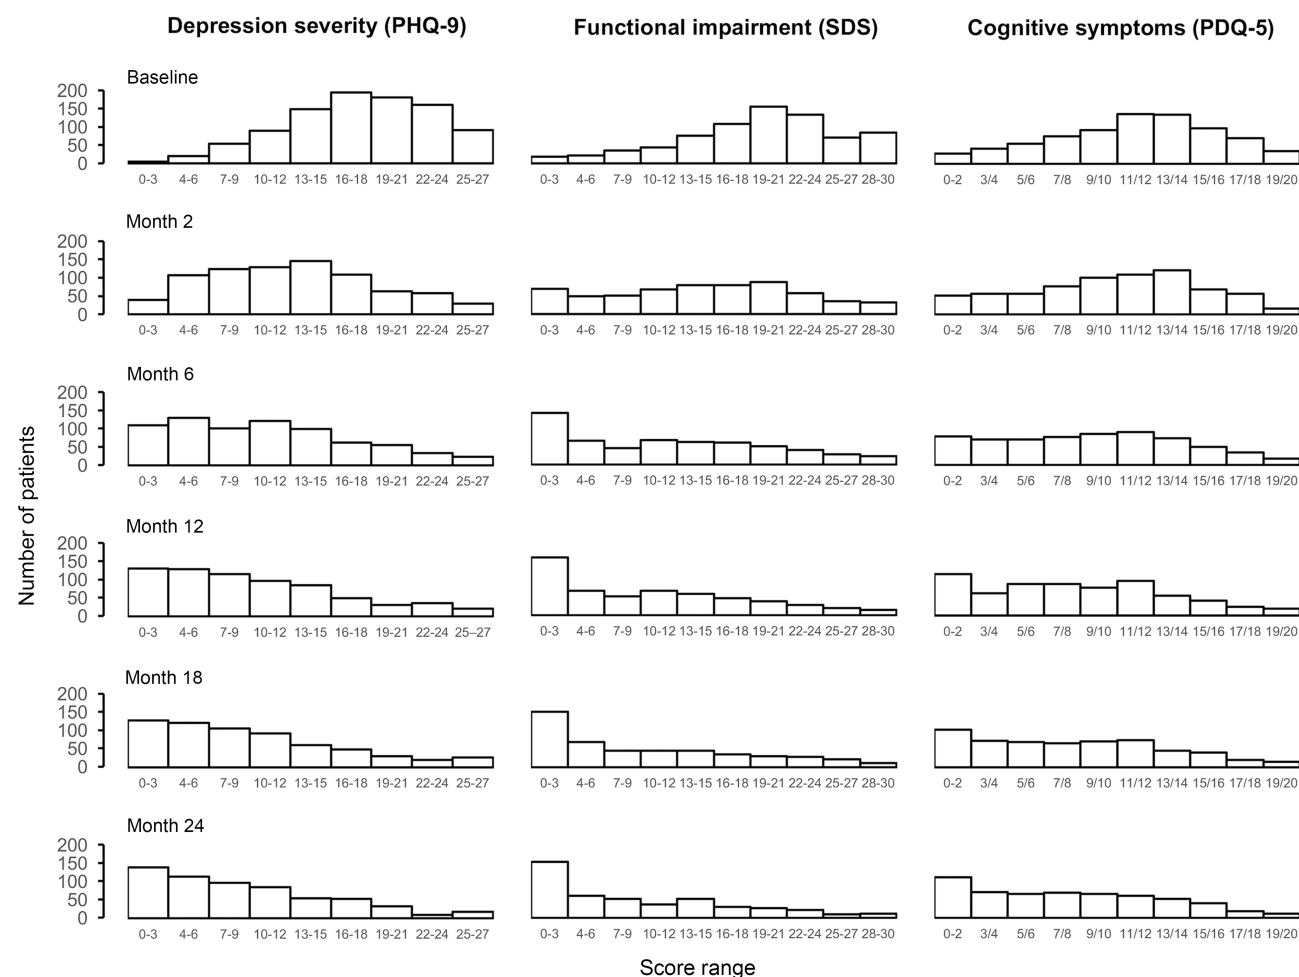 Depression severity (PHQ-9) Functional impairment (SDS) Cognitive symptoms (PDQ-5)
Baseline
200
150
100
50
0
0-3 4-6 7-9 10-12 13-15 16-18 19-21 22-24 25-27 0-3 4-6 7-9 10-12 13-15 16-18 19-21 22-24 25-27 28-30 0-2 3/4 5/6 7/8 9/10 11/12 13/14 15/16 17/18 19/20
Month 2
200
150
100
50
0
0-3 4-6 7-9 10-12 13-15 16-18 19-21 22-24 25-27 0-3 4-6 7-9 10-12 13-15 16-18 19-21 22-24 25-27 28-30 0-2 3/4 5/6 7/8 9/10 11/12 13/14 15/16 17/18 19/20
Month 6
200
150
100
50
0
0-3 4-6 7-9 10-12 13-15 16-18 19-21 22-24 25-27 0-3 4-6 7-9 10-12 13-15 16-18 19-21 22-24 25-27 28-30 0-2 3/4 5/6 7/8 9/10 11/12 13/14 15/16 17/18 19/20
Number of patients
Month 12
200
150
100
50
0
0-3 4-6 7-9 10-12 13-15 16-18 19-21 22-24 25–27 0-3 4-6 7-9 10-12 13-15 16-18 19-21 22-24 25-27 28-30 0-2 3/4 5/6 7/8 9/10 11/12 13/14 15/16 17/18 19/20
Month 18
200
150
100
50
0
0-3 4-6 7-9 10-12 13-15 16-18 19-21 22-24 25-27 0-3 4-6 7-9 10-12 13-15 16-18 19-21 22-24 25-27 28-30 0-2 3/4 5/6 7/8 9/10 11/12 13/14 15/16 17/18 19/20
Month 24
200
150
100
50
0
0-3 4-6 7-9 10-12 13-15 16-18 19-21 22-24 25-27 0-3 4-6 7-9 10-12 13-15 16-18 19-21 22-24 25-27 28-30 0-2 3/4 5/6 7/8 9/10 11/12 13/14 15/16 17/18 19/20
Score range